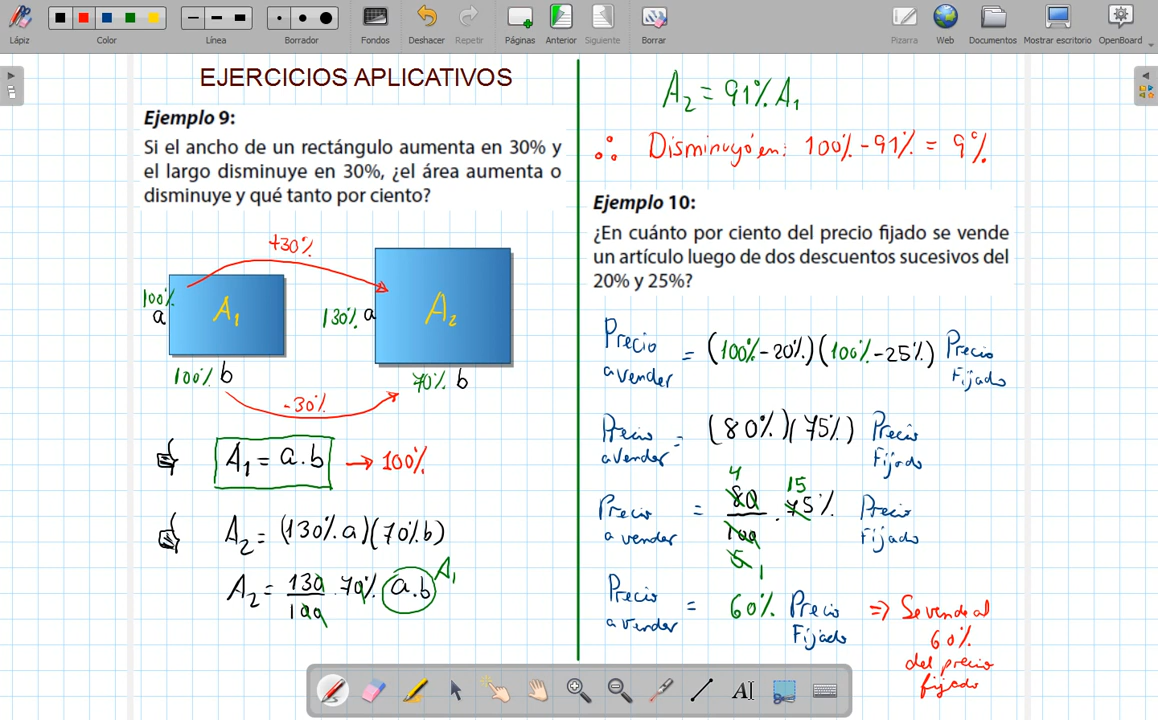 Lápiz
Color
Línea
Borrador
Fondos
Deshacer
Repetir
Páginas
Anterior
Siguiente
Borrar
Pizarra
Web
Documentos
Mostrar escritorio
OpenBoard
EJERCICIOS APLICATIVOS
Ejemplo 9:
Si el ancho de un rectángulo aumenta en 30% y
el largo disminuye en 30%, ¿el área aumenta o
disminuye y qué tanto por ciento?
+30%
100%
a
A₁
100% b
130% a
A₂
70% b
-30%
A₁ = a.b → 100%
A₂ = (130% a)(70% b)
A₂ = 130/100 . 70% a.b A₁
A₂ = 91% A₁
∴ Disminuyó en: 100% - 91% = 9%
Ejemplo 10:
¿En cuánto por ciento del precio fijado se vende
un artículo luego de dos descuentos sucesivos del
20% y 25%?
Precio a vender = (100% - 20%)(100% - 25%) Precio Fijado
Precio a vender = (80%)(75%) Precio Fijado
4 15
Precio a vender = 80/100 . 75% Precio Fijado
5 1
Precio a vender = 60% Precio Fijado
⇒ Se vende al
60%
del precio
fijado
AI